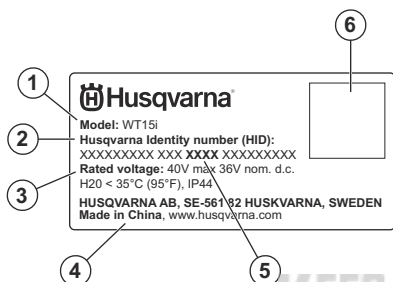 6
1
2
3
4
5
Husqvarna
Model: WT15i
Husqvarna Identity number (HID):
XXXXXXXXX XXX XXXX XXXXXXXXX
Rated voltage: 40V max 36V nom. d.c.
H20 < 35°C (95°F), IP44
HUSQVARNA AB, SE-561 82 HUSKVARNA, SWEDEN
Made in China, www.husqvarna.com